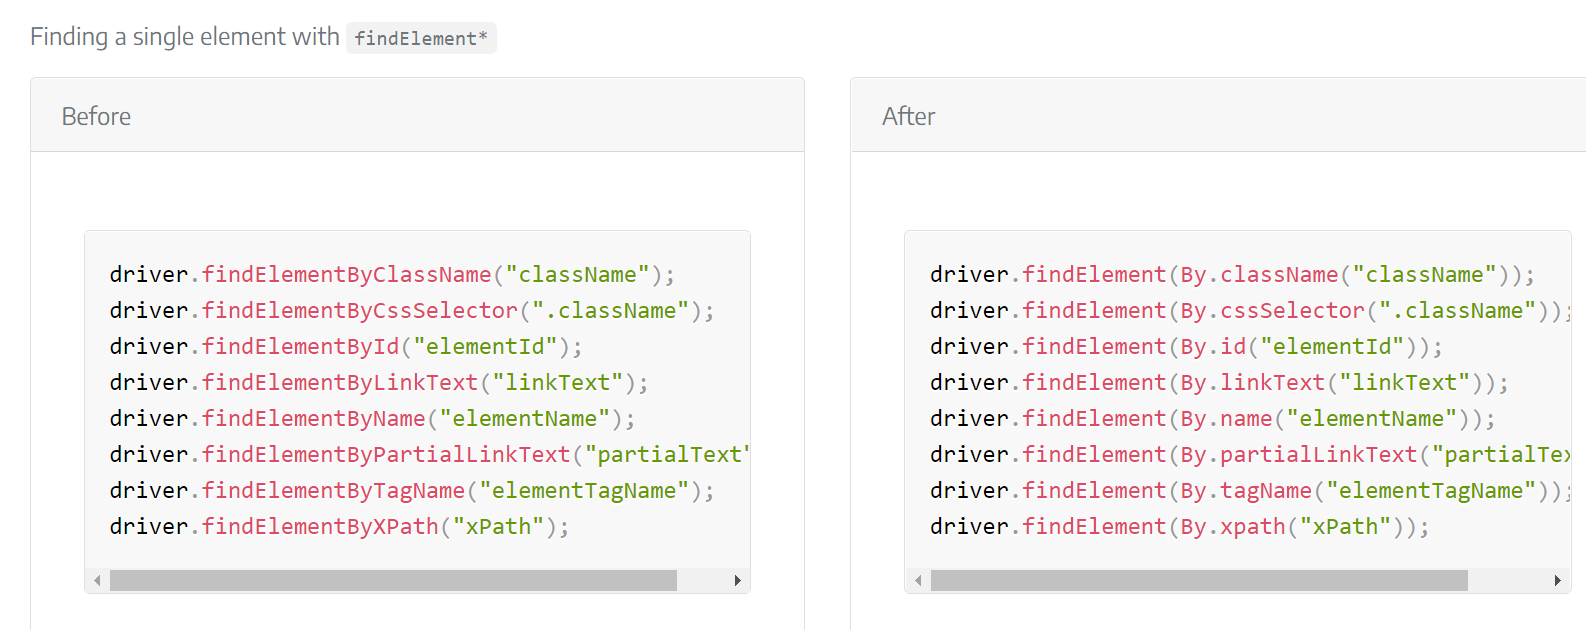 Finding a single element with findElement*
Before
driver.findElementByClassName("className");
driver.findElementByCssSelector(".className");
driver.findElementById("elementId");
driver.findElementByLinkText("linkText");
driver.findElementByName("elementName");
driver.findElementByPartialLinkText("partialText"
driver.findElementByTagName("elementTagName");
driver.findElementByXPath("xPath");
After
driver.findElement(By.className("className"));
driver.findElement(By.cssSelector(".className"));
driver.findElement(By.id("elementId"));
driver.findElement(By.linkText("linkText"));
driver.findElement(By.name("elementName"));
driver.findElement(By.partialLinkText("partialTex
driver.findElement(By.tagName("elementTagName"));
driver.findElement(By.xpath("xPath"));